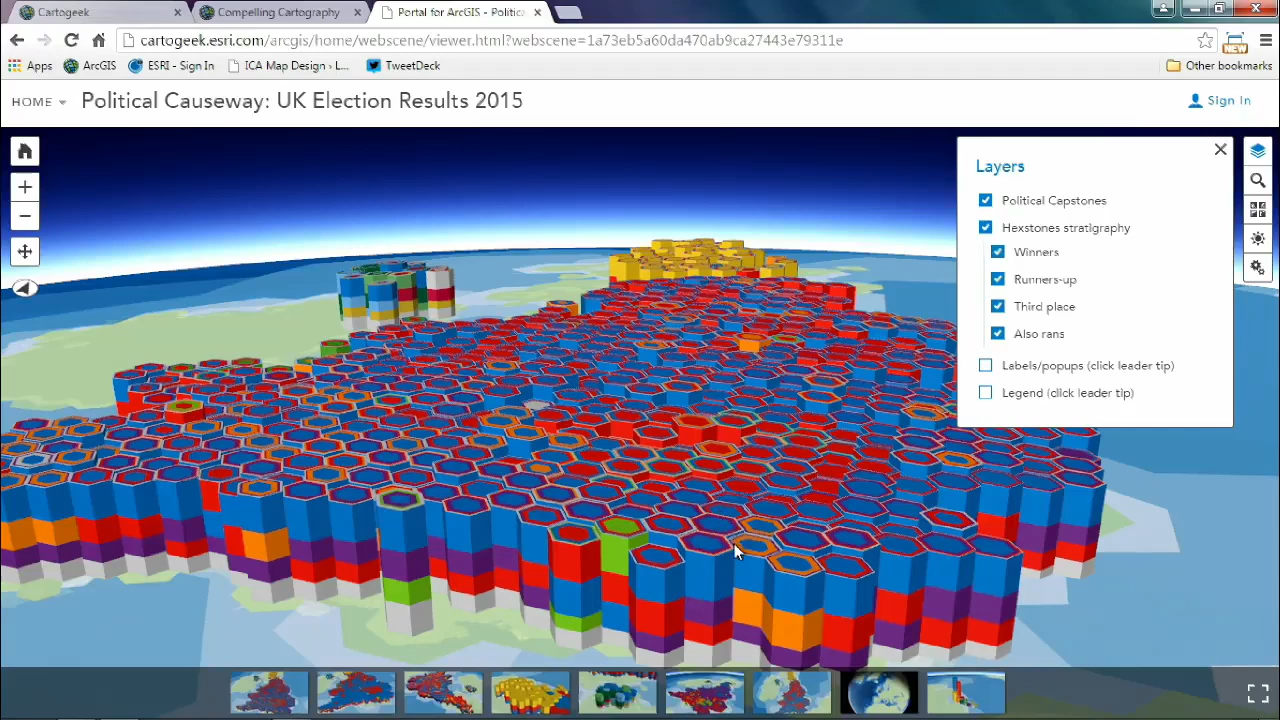 Cartogeek
Compelling Cartography
Portal for ArcGIS - Politica
cartogeek.esri.com/arcgis/home/webscene/viewer.html?webscene=1a73eb5a60da470ab9ca27443e79311e
NEW
Apps
ArcGIS
ESRI - Sign In
ICA Map Design › L...
TweetDeck
Other bookmarks
HOME
Political Causeway: UK Election Results 2015
Sign In
Layers
Political Capstones
Hexstones stratigraphy
Winners
Runners-up
Third place
Also rans
Labels/popups (click leader tip)
Legend (click leader tip)